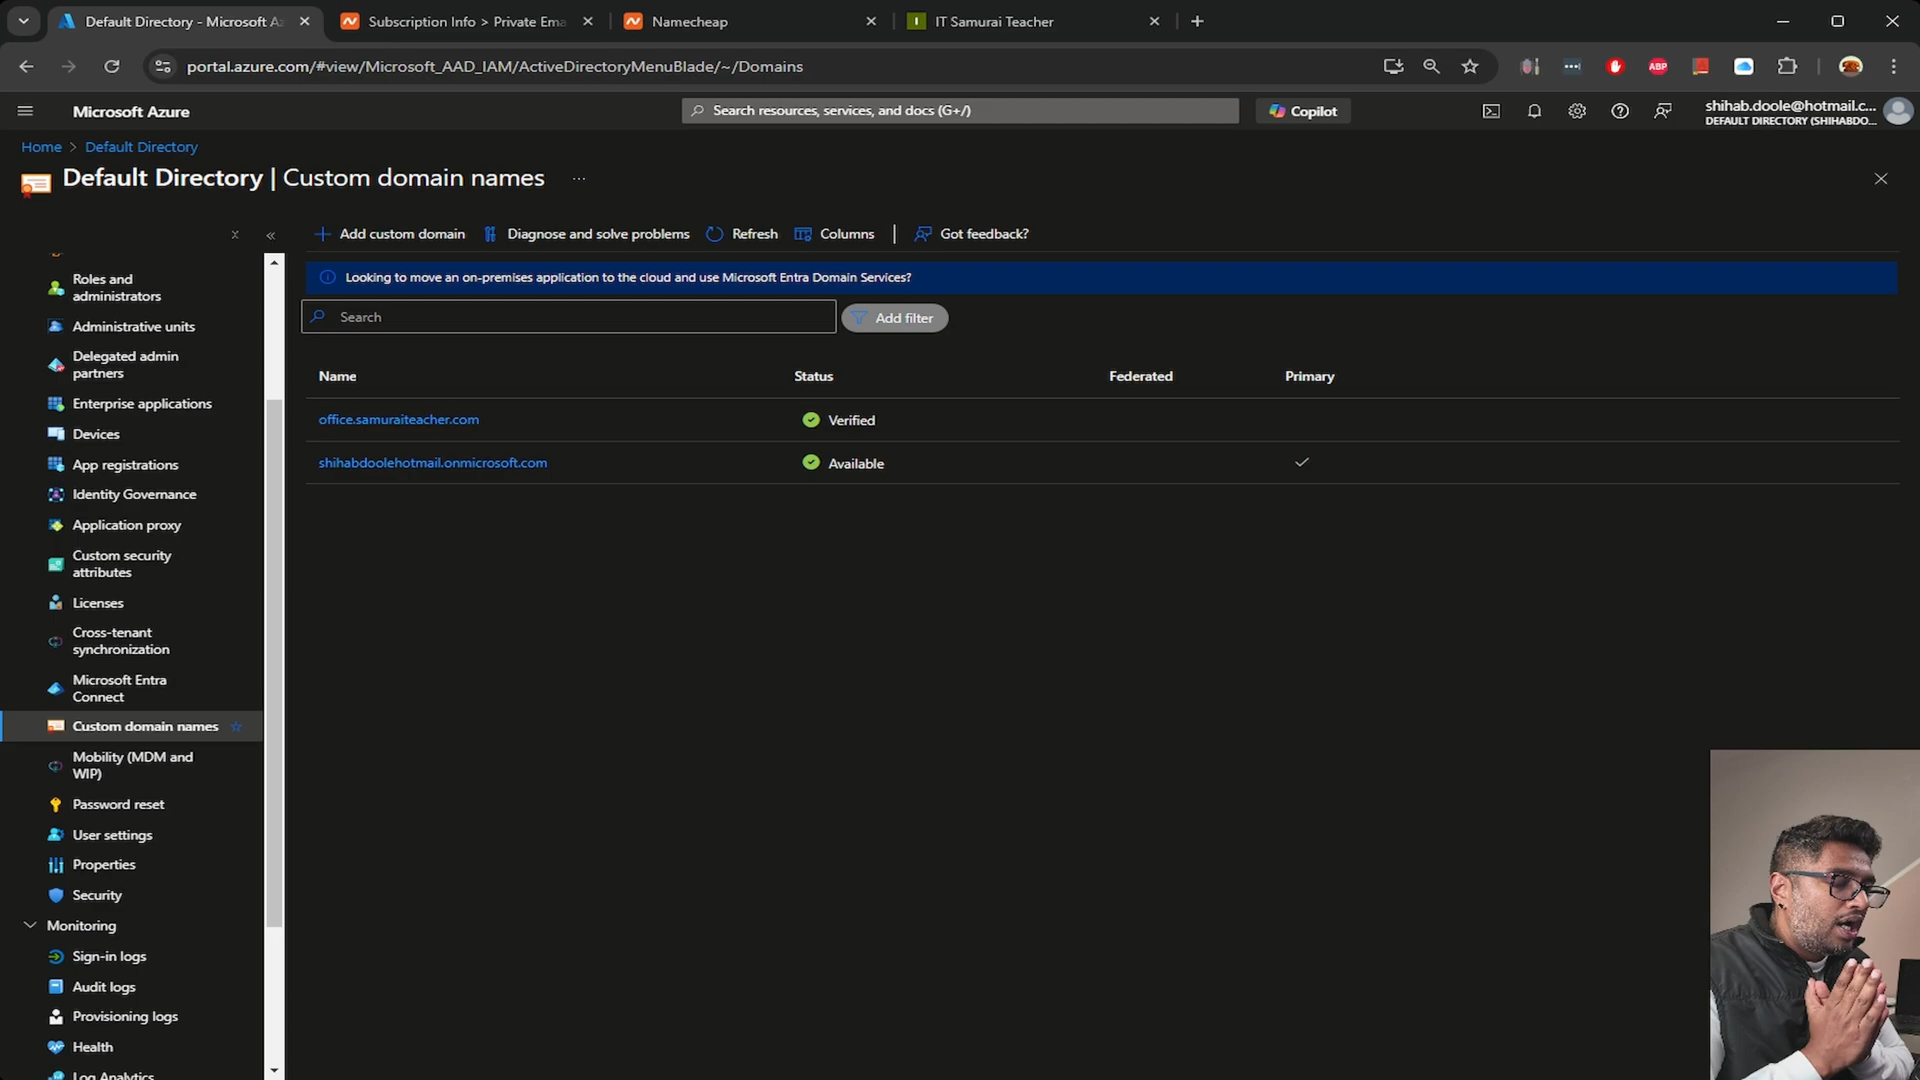 Default Directory - Microsoft Az
Subscription Info > Private Ema
Namecheap
IT Samurai Teacher
portal.azure.com/#view/Microsoft_AAD_IAM/ActiveDirectoryMenuBlade/~/Domains
ABP
Microsoft Azure
Search resources, services, and docs (G+/)
Copilot
shihab.doole@hotmail.c...
DEFAULT DIRECTORY (SHIHABDO...
Home > Default Directory
Default Directory | Custom domain names ...
Add custom domain
Diagnose and solve problems
Refresh
Columns
Got feedback?
Looking to move an on-premises application to the cloud and use Microsoft Entra Domain Services?
Search
Add filter
Name Status Federated Primary
office.samuraiteacher.com Verified
shihabdoolehotmail.onmicrosoft.com Available
Roles and
administrators
Administrative units
Delegated admin
partners
Enterprise applications
Devices
App registrations
Identity Governance
Application proxy
Custom security
attributes
Licenses
Cross-tenant
synchronization
Microsoft Entra
Connect
Custom domain names
Mobility (MDM and
WIP)
Password reset
User settings
Properties
Security
Monitoring
Sign-in logs
Audit logs
Provisioning logs
Health
Log Analytics